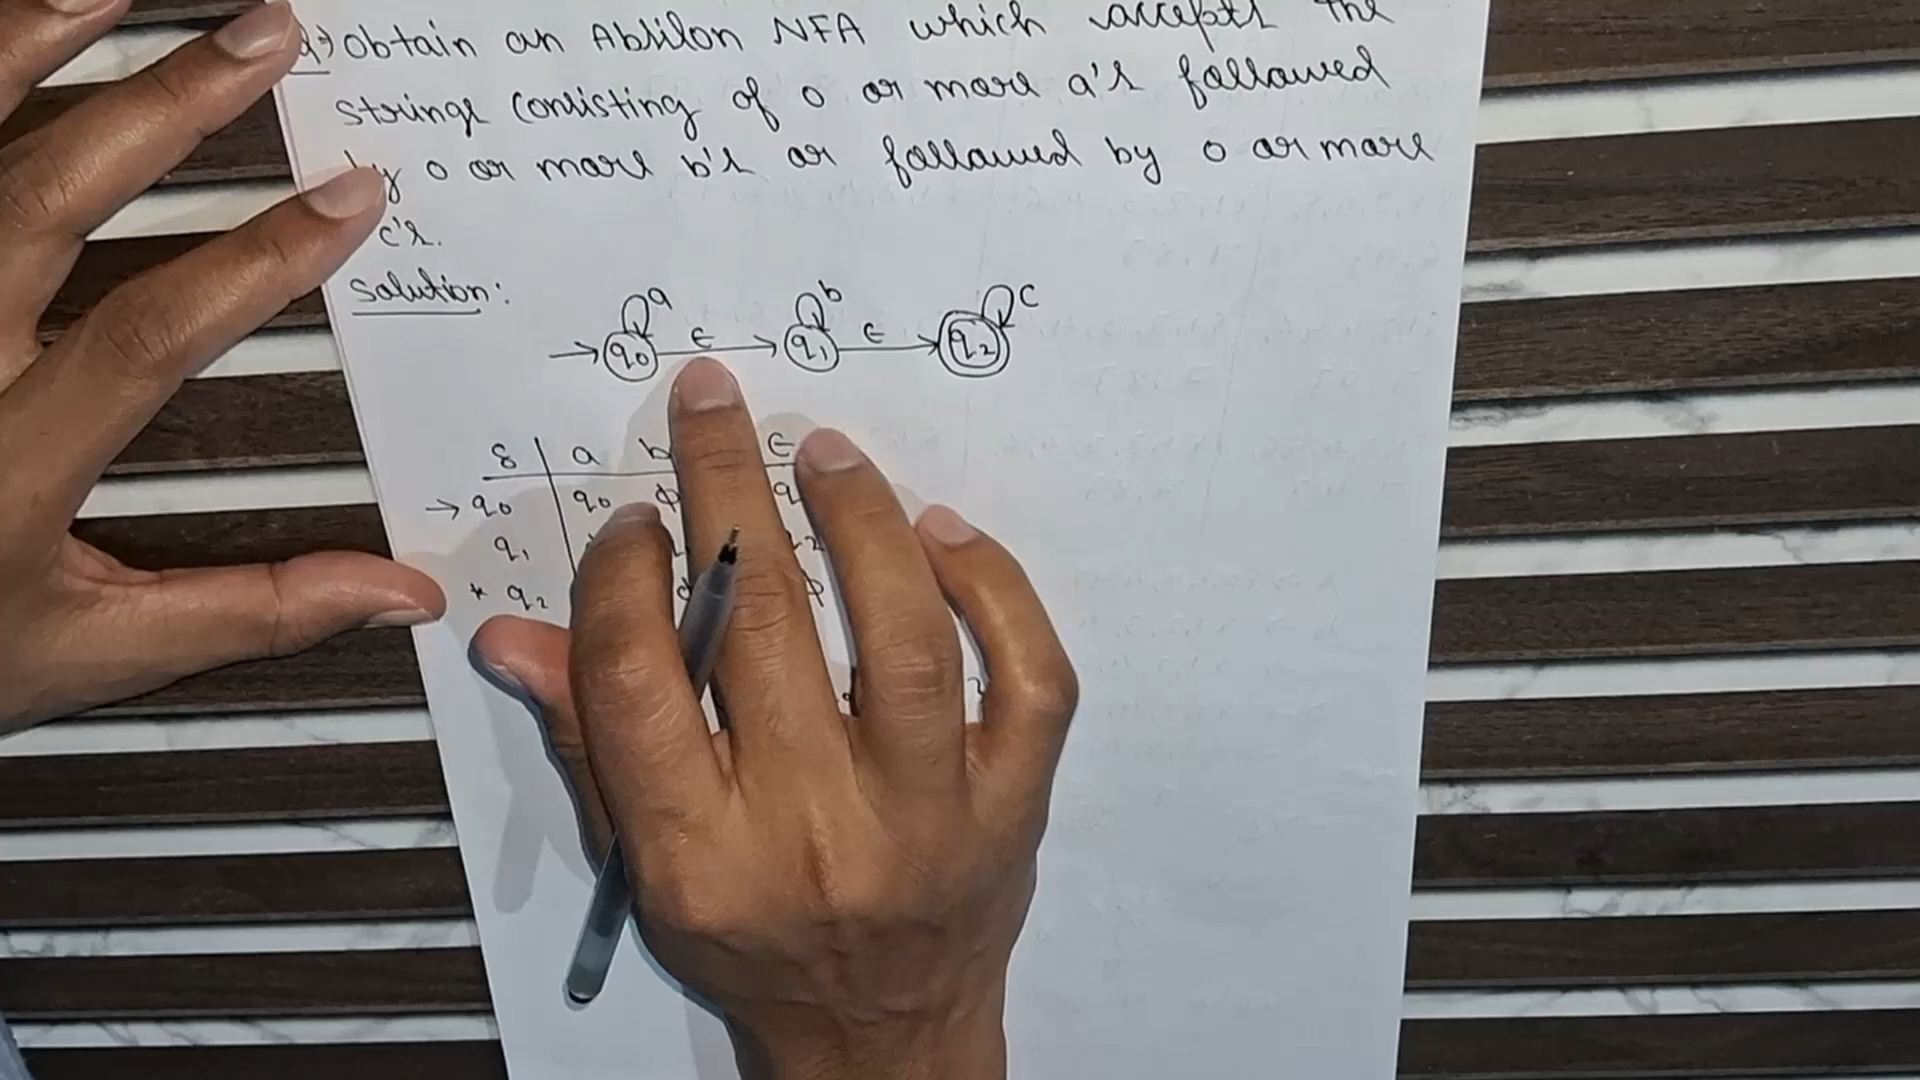 Obtain an Absilon NFA which accepts the
strings consisting of 0 or more a's followed
by 0 or more b's or followed by 0 or more
c's.
Solution:
a b c
→ q0 ϵ → q1 ϵ → q2
δ a b ϵ
→ q0 q0 ϕ
q1
* q2 ϕ